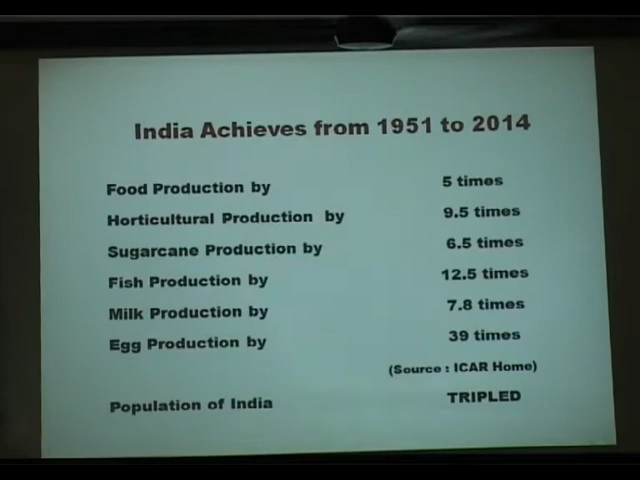 India Achieves from 1951 to 2014
Food Production by 5 times
Horticultural Production by 9.5 times
Sugarcane Production by 6.5 times
Fish Production by 12.5 times
Milk Production by 7.8 times
Egg Production by 39 times
(Source : ICAR Home)
Population of India TRIPLED